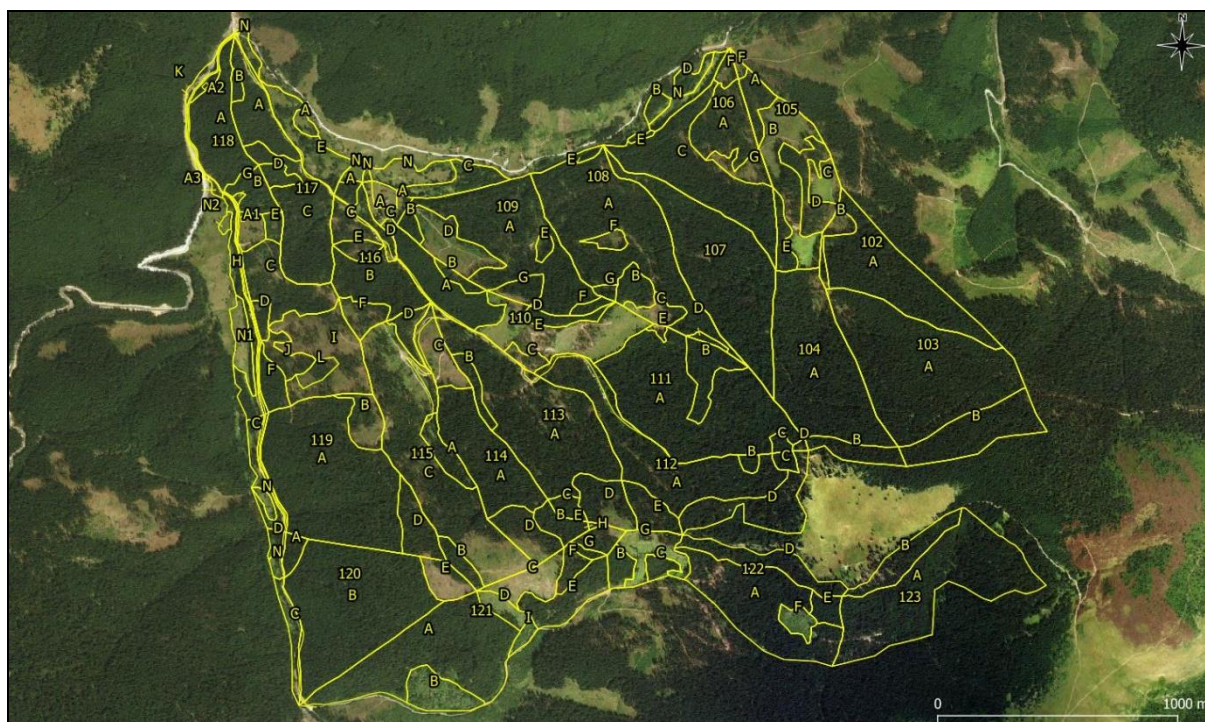 N
N
K
A2
B
A
A
A
118
E
D
N
N
N
C
A
G
B
117
A3
N2
A1
E
C
C
A
C
A
B
D
E
116
B
H
C
D
F
D
N1
J
L
I
F
F
F
D
B
N
A
106
A
105
B
C
G
E
E
C
D
B
E
102
A
108
A
F
109
A
E
D
B
A
G
D
110
E
G
B
F
C
E
D
107
104
A
103
A
B
B
C
C
B
111
A
113
A
114
A
B
C
A
115
C
B
119
A
C
N
D
N
A
120
B
C
D
B
E
112
A
B
C
C
D
D
E
C
D
B
E
H
D
G
G
F
B
C
E
C
D
121
I
A
B
D
122
A
F
E
B
A
123
0
1000 m